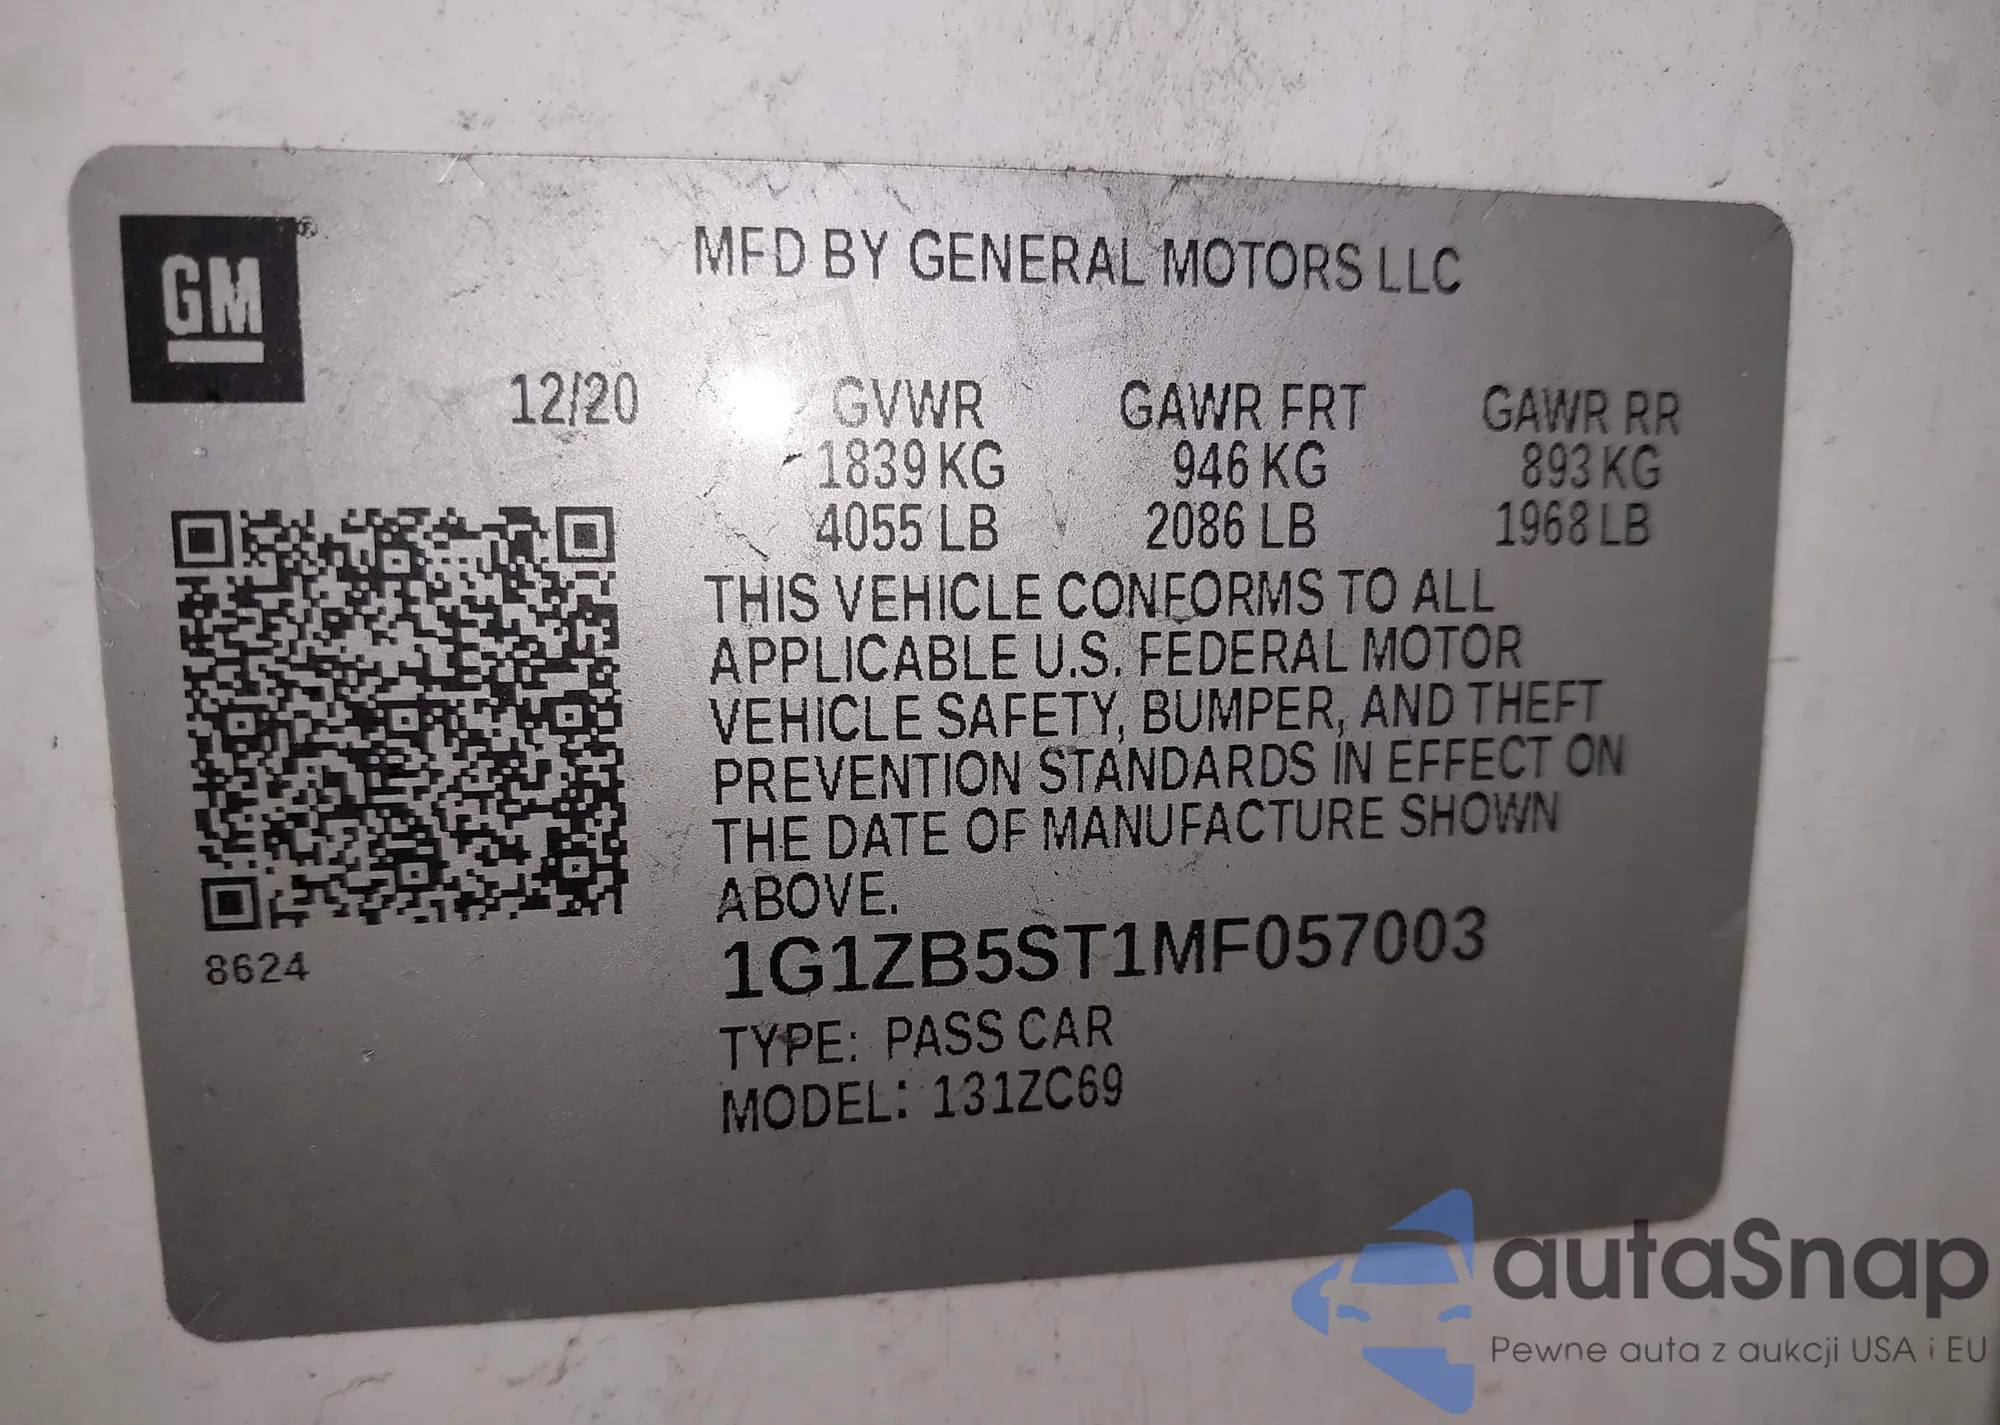 GM®
MFD BY GENERAL MOTORS LLC
12/20 GVWR GAWR FRT GAWR RR
1839 KG 946 KG 893 KG
4055 LB 2086 LB 1968 LB
THIS VEHICLE CONFORMS TO ALL
APPLICABLE U.S. FEDERAL MOTOR
VEHICLE SAFETY, BUMPER, AND THEFT
PREVENTION STANDARDS IN EFFECT ON
THE DATE OF MANUFACTURE SHOWN
ABOVE.
1G1ZB5ST1MF057003
8624
TYPE: PASS CAR
MODEL: 131ZC69
autaSnap
Pewne auta z aukcji USA i EU